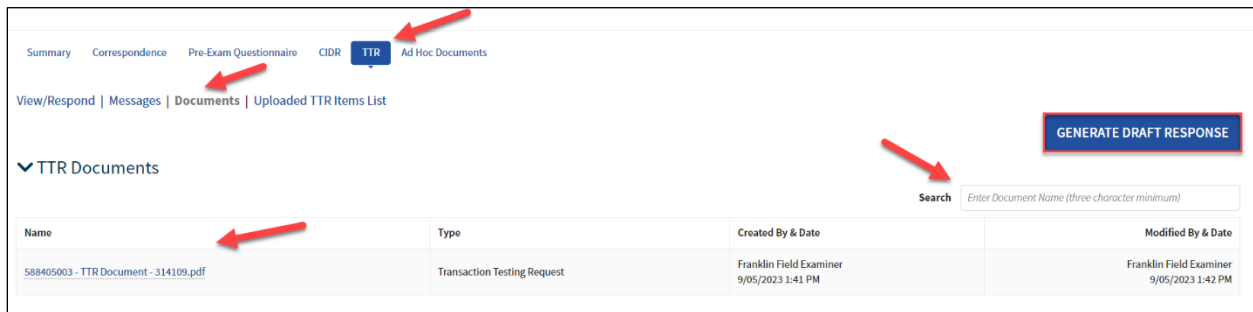 Summary Correspondence Pre-Exam Questionnaire CIDR TTR Ad Hoc Documents
View/Respond | Messages | Documents | Uploaded TTR Items List
GENERATE DRAFT RESPONSE
TTR Documents
Search Enter Document Name (three character minimum)
Name Type Created By & Date Modified By & Date
588405003 - TTR Document - 314109.pdf Transaction Testing Request Franklin Field Examiner Franklin Field Examiner
9/05/2023 1:41 PM 9/05/2023 1:42 PM